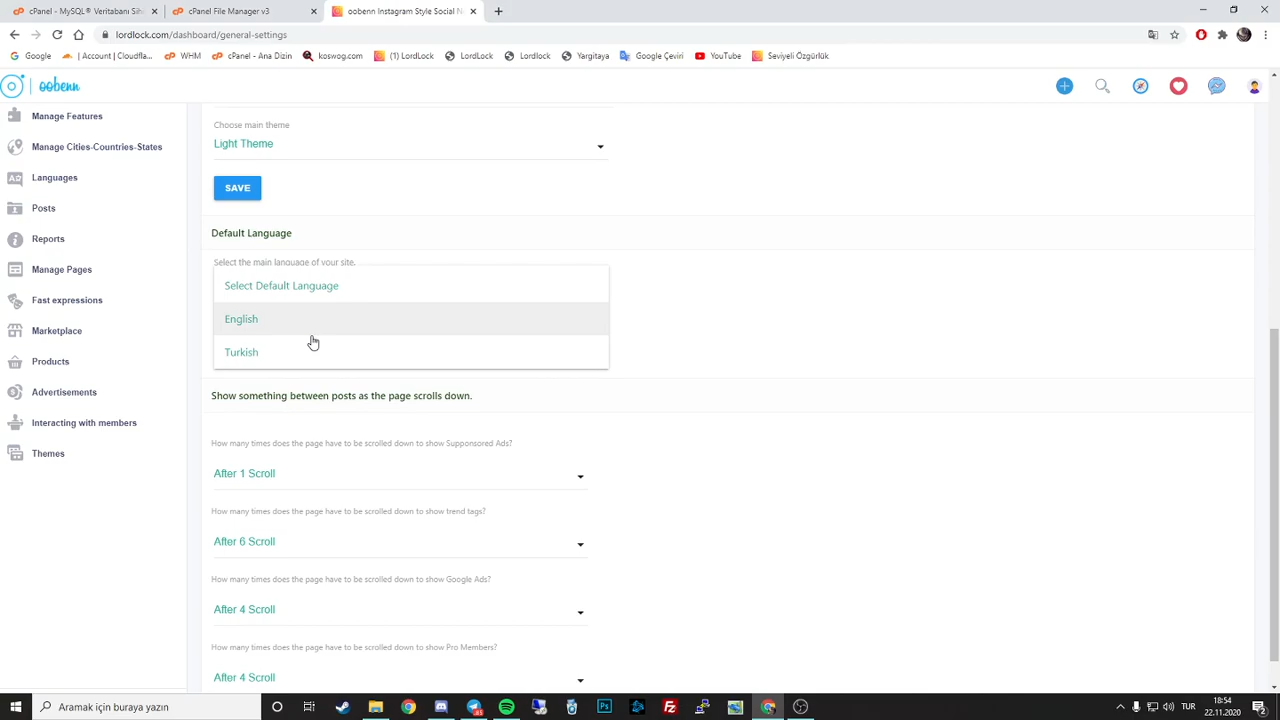 cPanel - MySQL® Veritabanı Sihi
cPanel File Manager v3
oobenn Instagram Style Social N
lordlock.com/dashboard/general-settings
Google
| Account | Cloudfla...
WHM
cPanel - Ana Dizin
koswog.com
(1) LordLock
LordLock
Lordlock
Yargitaya
Google Çeviri
YouTube
Seviyeli Özgürlük
oobenn
Manage Features
Manage Cities-Countries-States
Languages
Posts
Reports
Manage Pages
Fast expressions
Marketplace
Products
Advertisements
Interacting with members
Themes
Choose main theme
Light Theme
SAVE
Default Language
Select the main language of your site.
Select Default Language
English
Turkish
Show something between posts as the page scrolls down.
How many times does the page have to be scrolled down to show Supponsored Ads?
After 1 Scroll
How many times does the page have to be scrolled down to show trend tags?
After 6 Scroll
How many times does the page have to be scrolled down to show Google Ads?
After 4 Scroll
How many times does the page have to be scrolled down to show Pro Members?
After 4 Scroll
Aramak için buraya yazın
TUR
18:54
22.11.2020